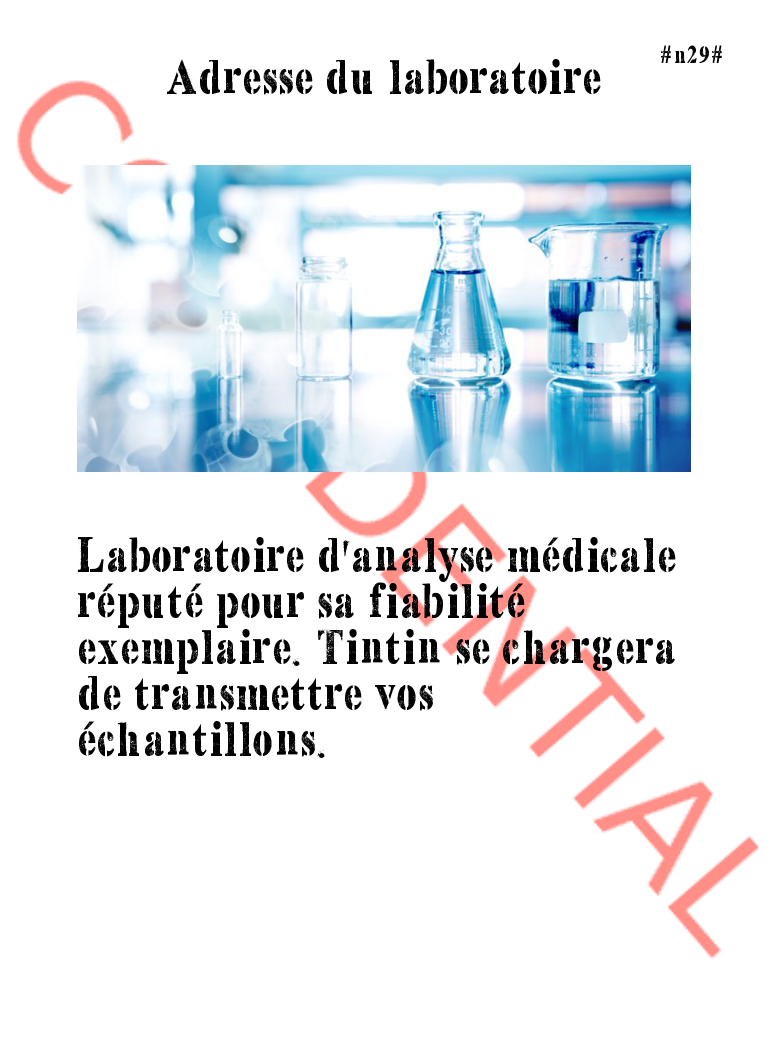 #n29#
Adresse du laboratoire
CONFIDENTIAL
Laboratoire d'analyse médicale
réputé pour sa fiabilité
exemplaire. Tintin se chargera
de transmettre vos
échantillons.